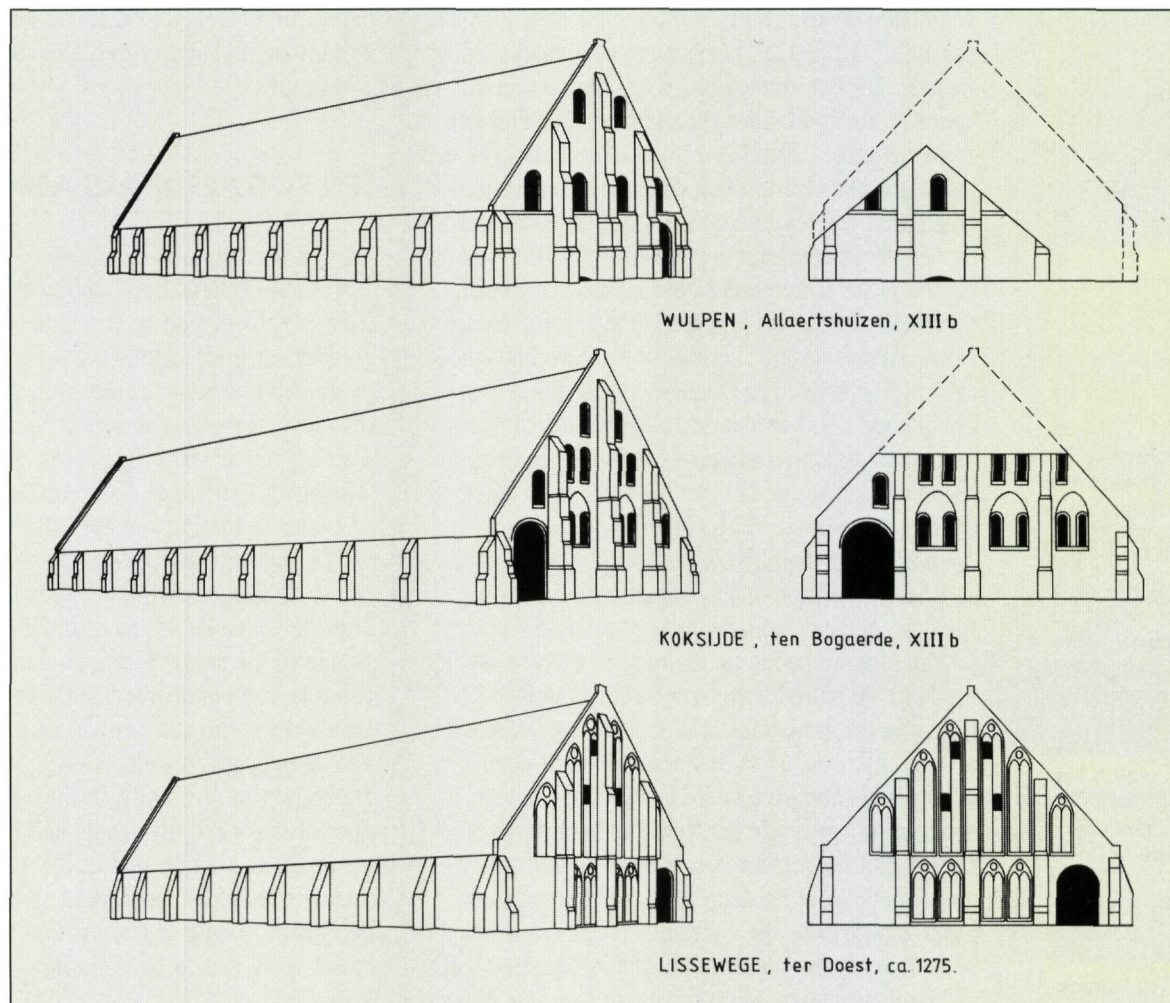 WULPEN, Allaertshuizen, XIII b
KOKSIJDE, ten Bogaerde, XIII b
LISSEWEGE, ter Doest, ca. 1275.